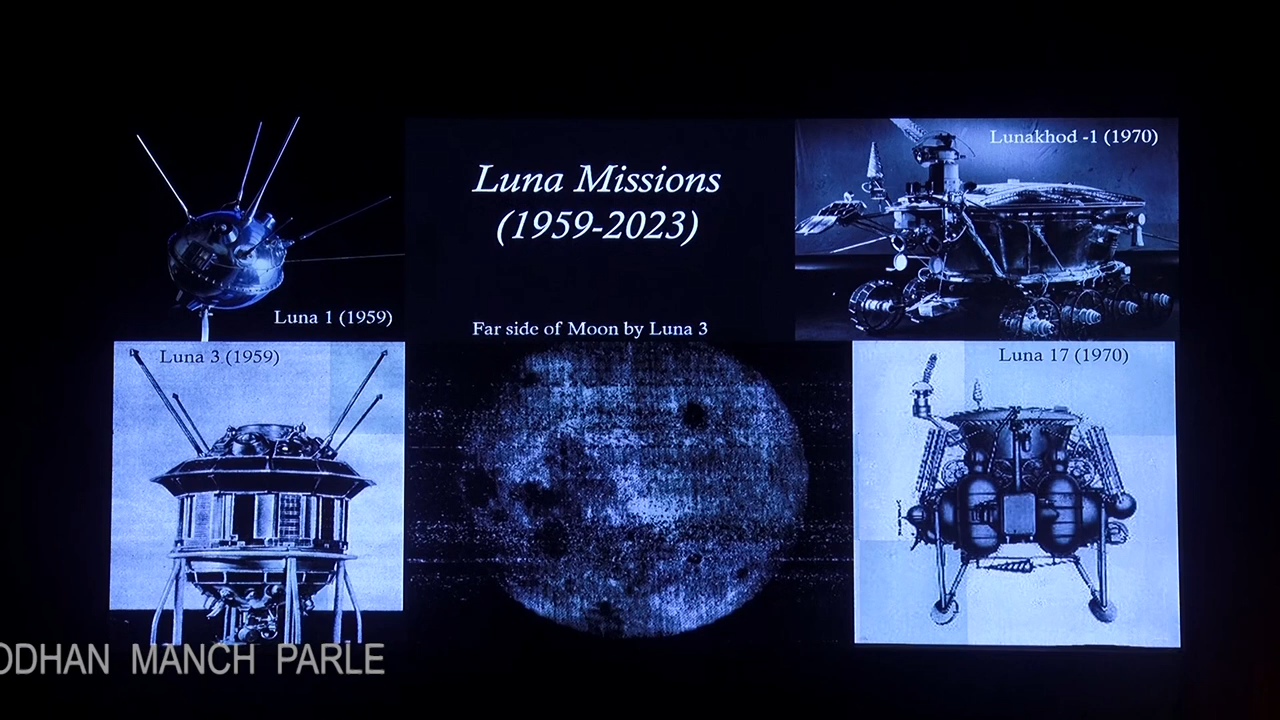 Luna Missions
(1959-2023)
Lunakhod -1 (1970)
Luna 1 (1959)
Far side of Moon by Luna 3
Luna 3 (1959)
Luna 17 (1970)
MANCH PARLE